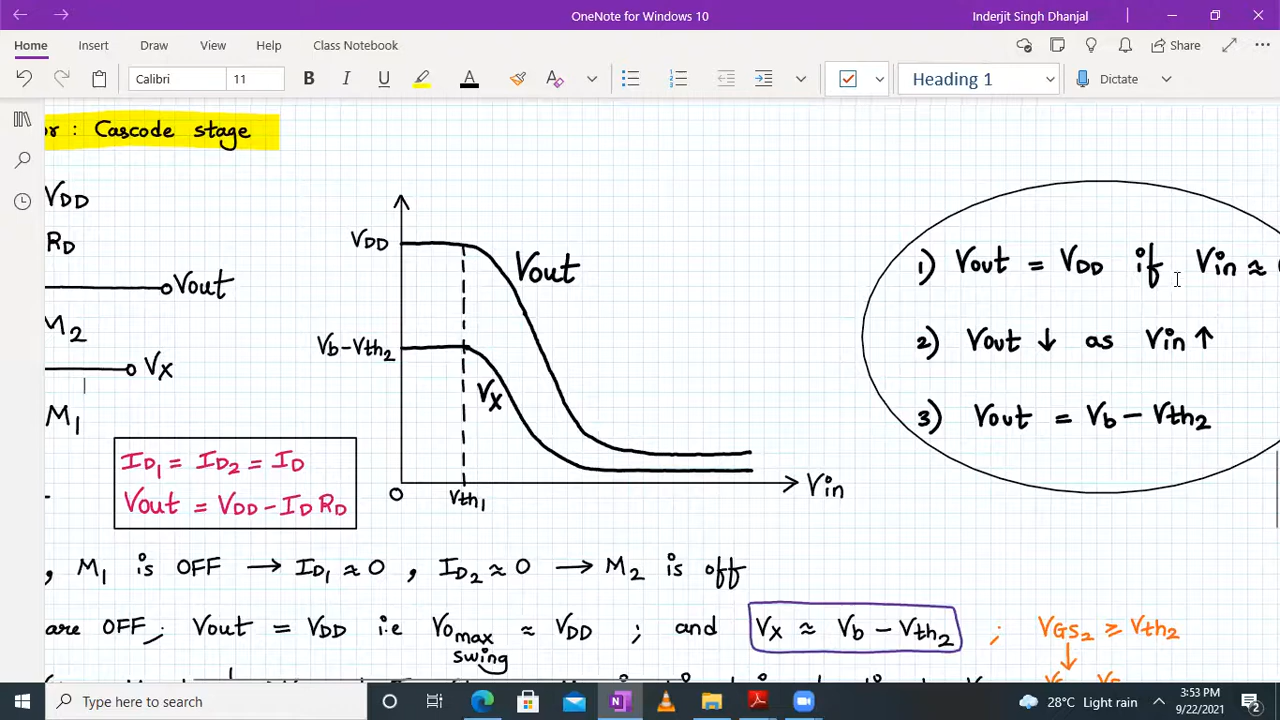 OneNote for Windows 10
Inderjit Singh Dhanjal
Home Insert Draw View Help Class Notebook
Share
Calibri 11 B I U A Heading 1 Dictate
or : Cascode stage
VDD
RD
Vout
M2
VX
M1
ID1 = ID2 = ID
Vout = VDD - ID RD
VDD
Vout
Vb-Vth2
VX
0
Vth1
Vin
1) Vout = VDD if Vin ≈
2) Vout ↓ as Vin ↑
3) Vout = Vb - Vth2
, M1 is OFF → ID1 ≈ 0 , ID2 ≈ 0 → M2 is off
are OFF ; Vout = VDD i.e Vomax ≈ VDD ; and VX ≈ Vb - Vth2 ; VGS2 ≥ Vth2
swing
Type here to search
28°C Light rain
3:53 PM
9/22/2021
2